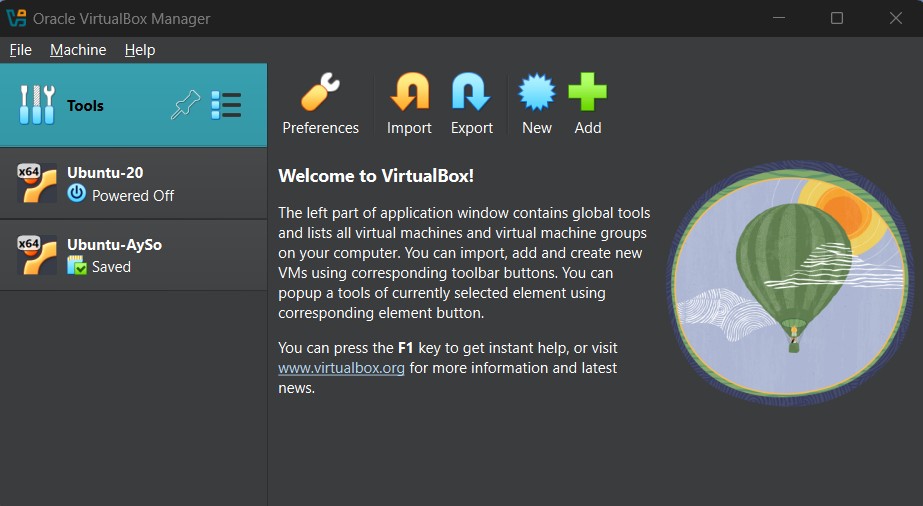 Oracle VirtualBox Manager
File Machine Help
Tools
Preferences Import Export New Add
x64
Ubuntu-20
Powered Off
x64
Ubuntu-AySo
Saved
Welcome to VirtualBox!
The left part of application window contains global tools
and lists all virtual machines and virtual machine groups
on your computer. You can import, add and create new
VMs using corresponding toolbar buttons. You can
popup a tools of currently selected element using
corresponding element button.
You can press the F1 key to get instant help, or visit
www.virtualbox.org for more information and latest
news.